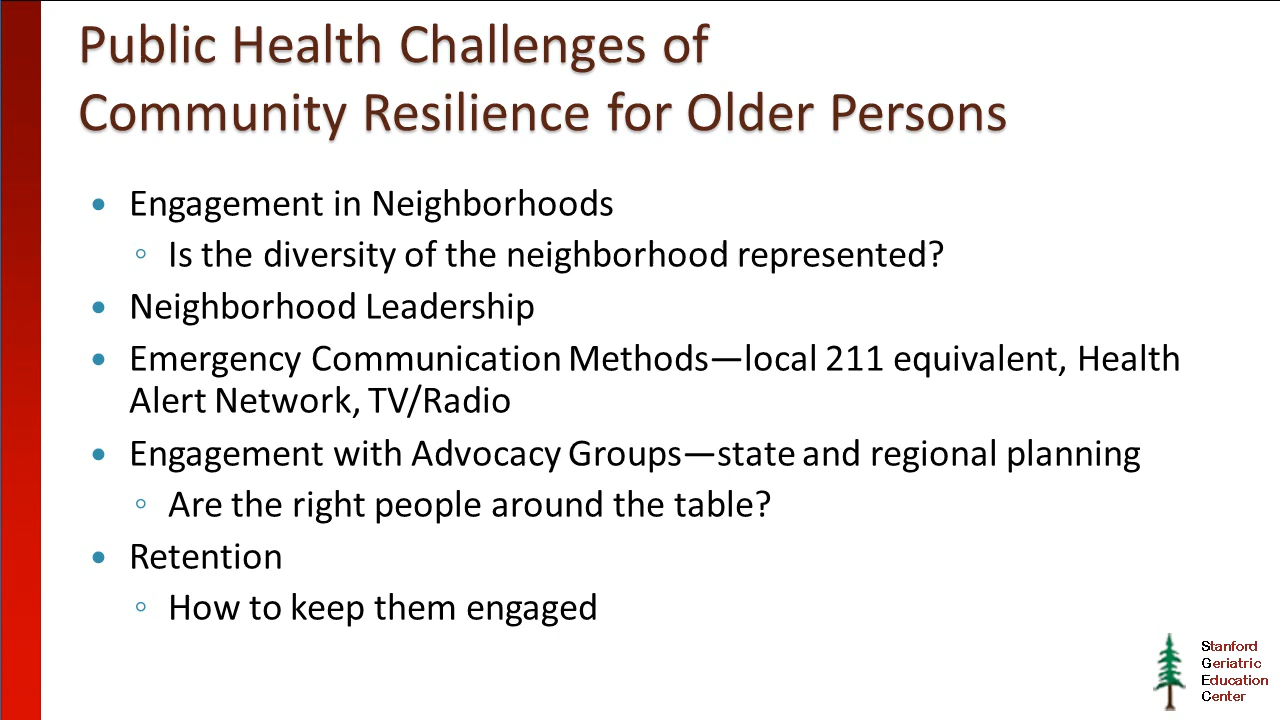 Public Health Challenges of
Community Resilience for Older Persons
• Engagement in Neighborhoods
◦ Is the diversity of the neighborhood represented?
• Neighborhood Leadership
• Emergency Communication Methods—local 211 equivalent, Health
Alert Network, TV/Radio
• Engagement with Advocacy Groups—state and regional planning
◦ Are the right people around the table?
• Retention
◦ How to keep them engaged
Stanford
Geriatric
Education
Center